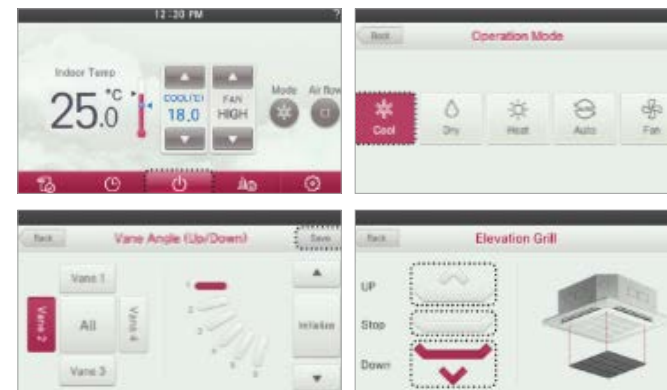 12:30 PM
?
Indoor Temp
25.0 °C
COOL(°C)
18.0
FAN
HIGH
Mode
Air flow
Back
Operation Mode
Cool
Dry
Heat
Auto
Fan
Back
Vane Angle (Up/Down)
Save
Vane 1
Vane 2
All
Vane 4
Vane 3
1
2
3
4
5
6
Initialize
Back
Elevation Grill
UP
Stop
Down